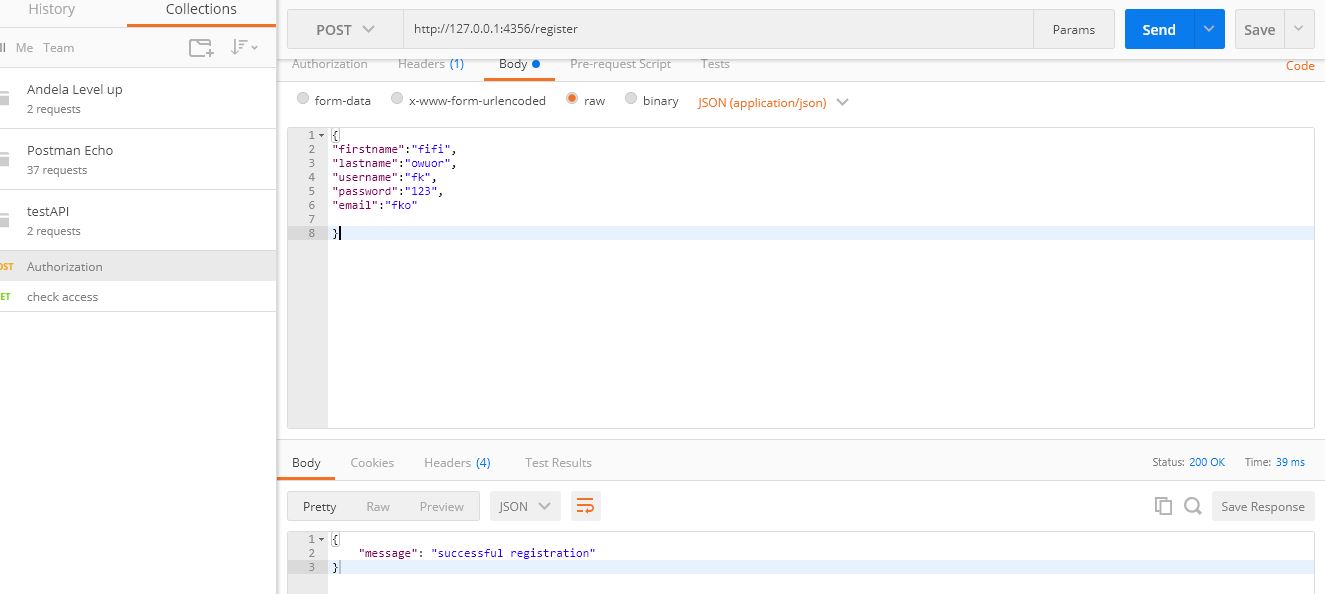 History Collections
Me Team
Andela Level up
2 requests
Postman Echo
37 requests
testAPI
2 requests
Authorization
check access
POST http://127.0.0.1:4356/register Params Send Save
Authorization Headers (1) Body Pre-request Script Tests Code
form-data x-www-form-urlencoded raw binary JSON (application/json)
1 {
2 "firstname":"fifi",
3 "lastname":"owuor",
4 "username":"fk",
5 "password":"123",
6 "email":"fko"
7
8 }
Body Cookies Headers (4) Test Results Status: 200 OK Time: 39 ms
Pretty Raw Preview JSON Save Response
1 {
2 "message": "successful registration"
3 }